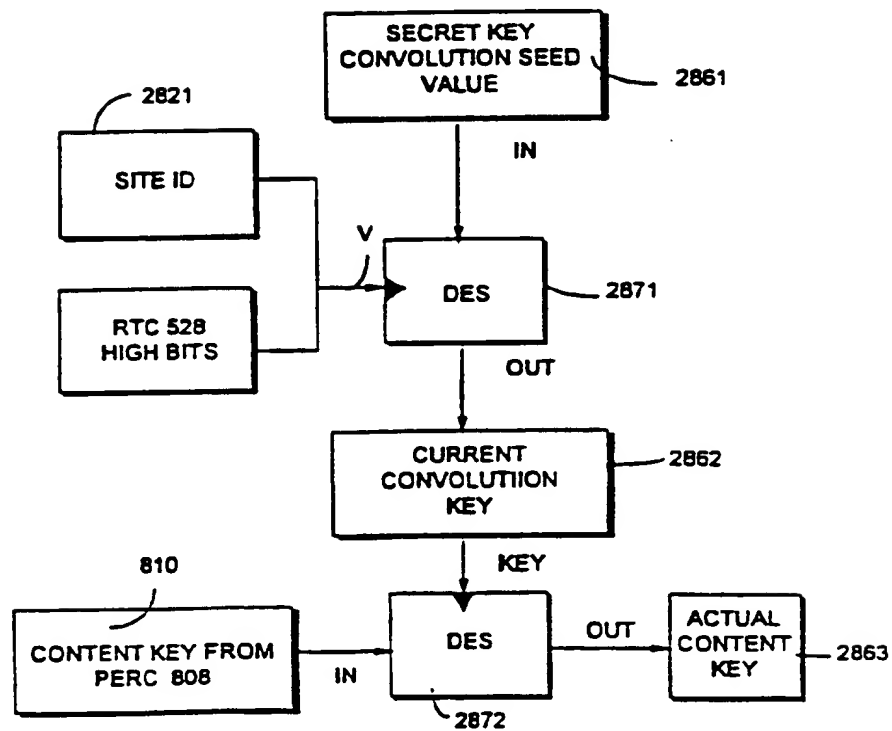 SECRET KEY
CONVOLUTION SEED
VALUE
2861
2821
IN
SITE ID
V
DES
2871
RTC 528
HIGH BITS
OUT
CURRENT
CONVOLUTIION
KEY
2862
KEY
810
CONTENT KEY FROM
PERC 808
IN
DES
2872
OUT
ACTUAL
CONTENT
KEY
2863